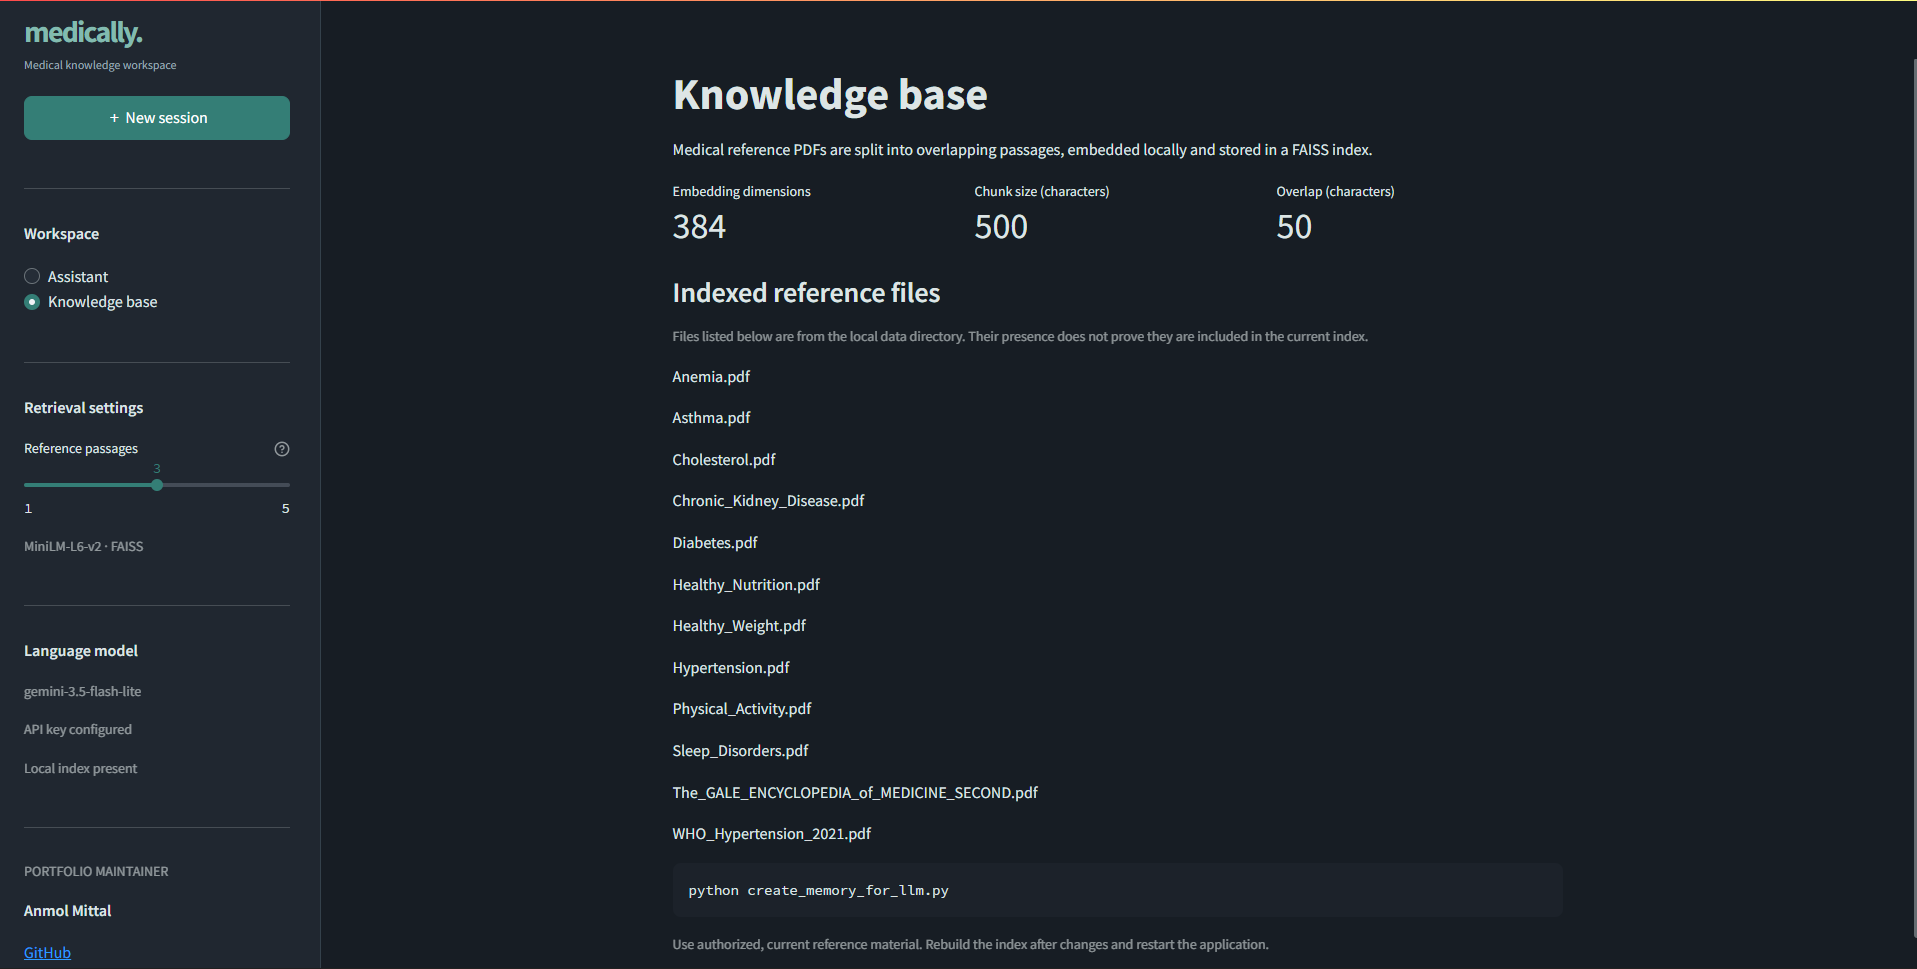 medically.
Medical knowledge workspace
+ New session
Workspace
Assistant
Knowledge base
Retrieval settings
Reference passages
3
1 5
MiniLM-L6-v2 · FAISS
Language model
gemini-3.5-flash-lite
API key configured
Local index present
PORTFOLIO MAINTAINER
Anmol Mittal
GitHub
Knowledge base
Medical reference PDFs are split into overlapping passages, embedded locally and stored in a FAISS index.
Embedding dimensions Chunk size (characters) Overlap (characters)
384 500 50
Indexed reference files
Files listed below are from the local data directory. Their presence does not prove they are included in the current index.
Anemia.pdf
Asthma.pdf
Cholesterol.pdf
Chronic_Kidney_Disease.pdf
Diabetes.pdf
Healthy_Nutrition.pdf
Healthy_Weight.pdf
Hypertension.pdf
Physical_Activity.pdf
Sleep_Disorders.pdf
The_GALE_ENCYCLOPEDIA_of_MEDICINE_SECOND.pdf
WHO_Hypertension_2021.pdf
python create_memory_for_llm.py
Use authorized, current reference material. Rebuild the index after changes and restart the application.